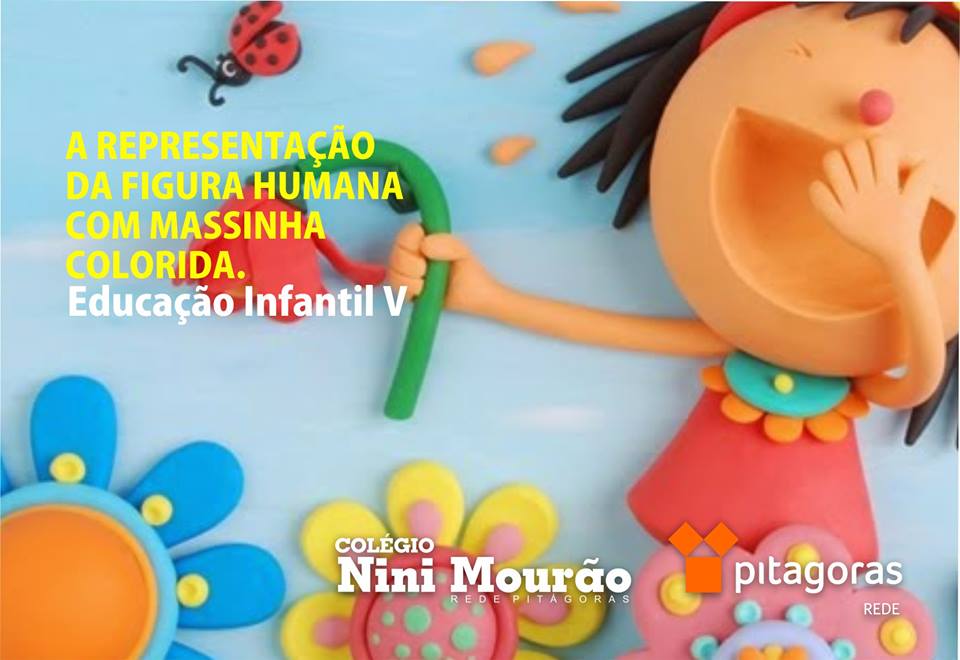 A REPRESENTAÇÃO
DA FIGURA HUMANA
COM MASSINHA
COLORIDA.
Educação Infantil V
COLÉGIO
Nini Mourão
REDE PITÁGORAS
pitagoras
REDE